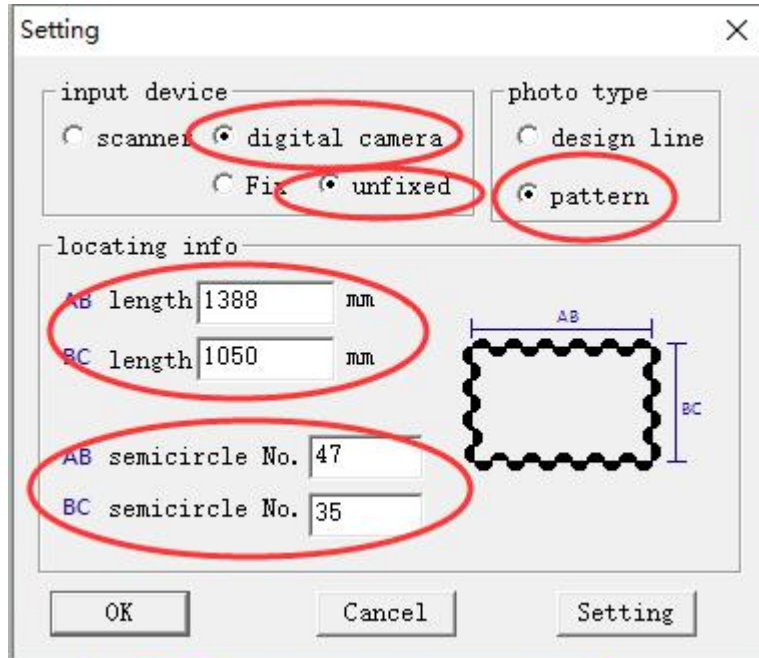 Setting
input device
scanner digital camera
Fix unfixed
photo type
design line
pattern
locating info
AB length 1388 mm
BC length 1050 mm
AB semicircle No. 47
BC semicircle No. 35
AB
BC
OK Cancel Setting